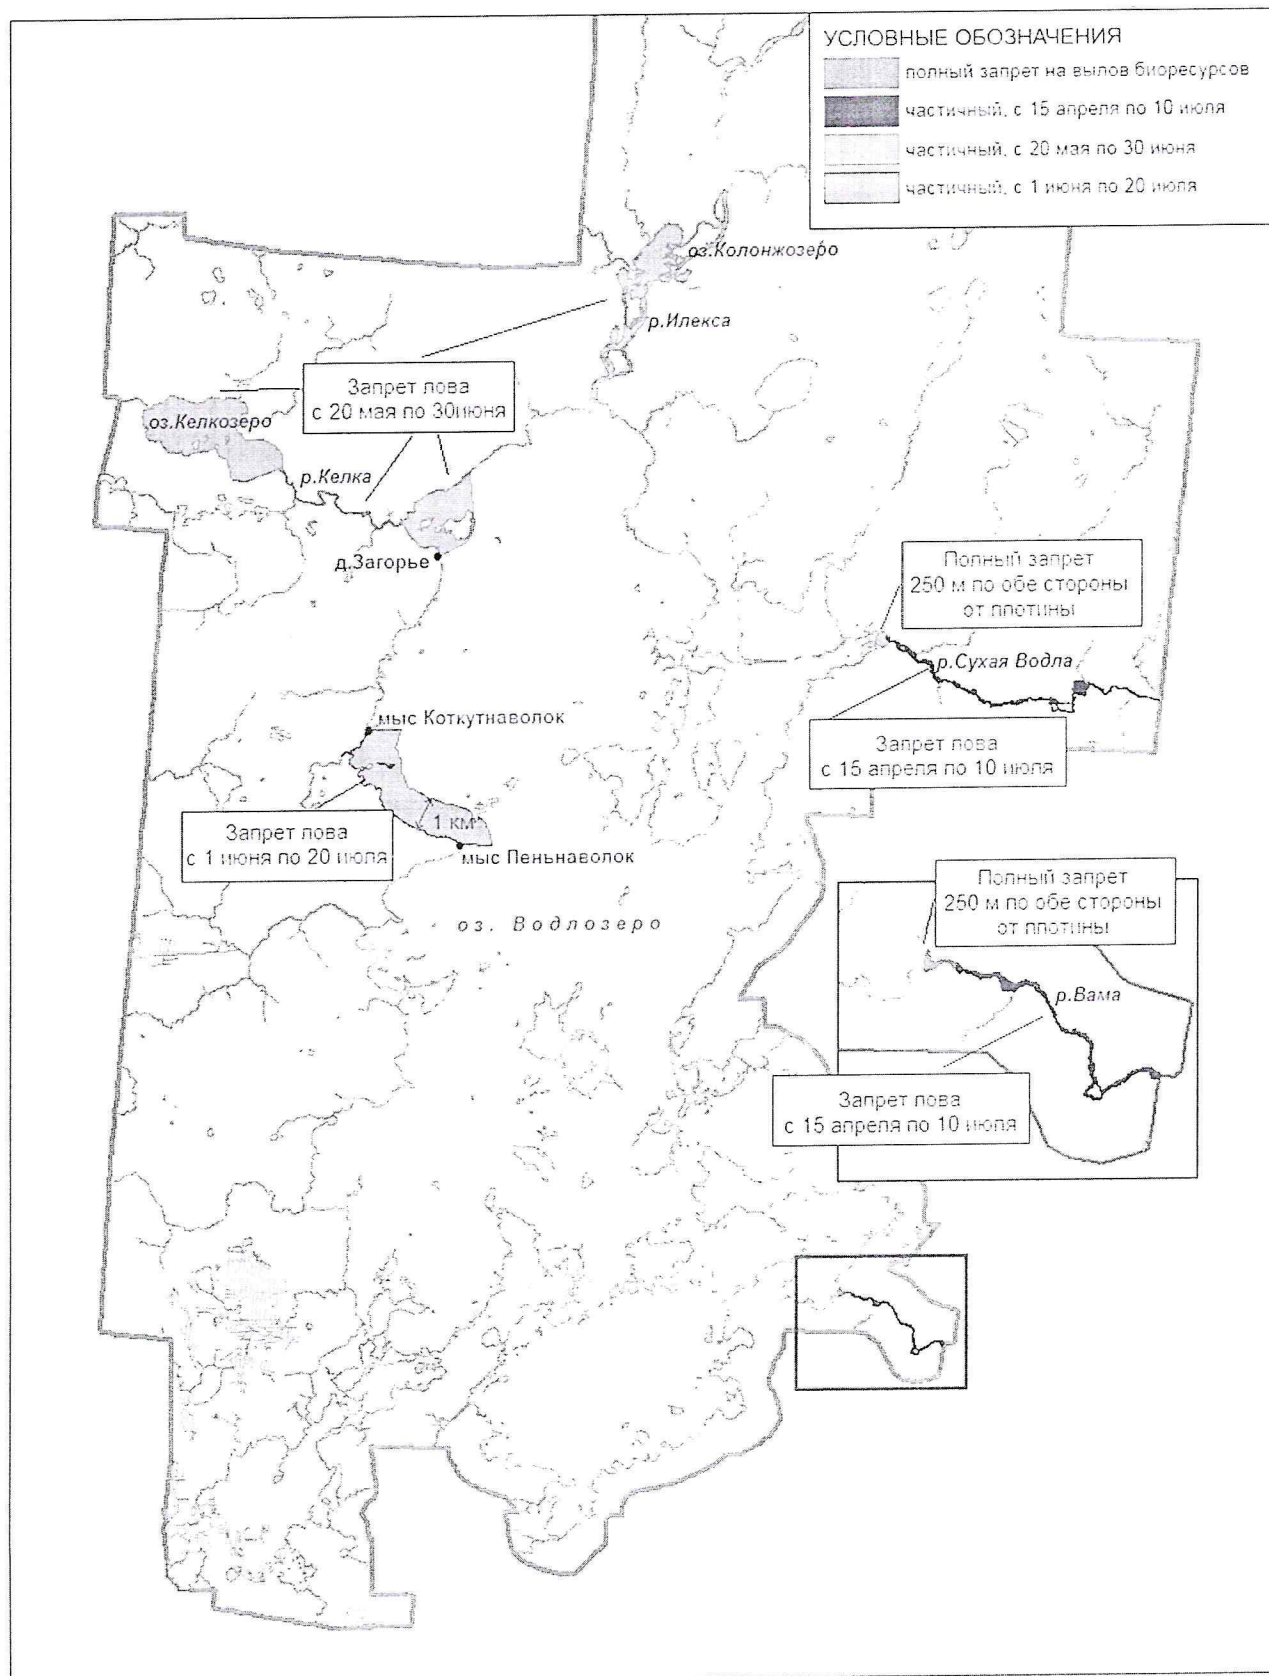 УСЛОВНЫЕ ОБОЗНАЧЕНИЯ
полный запрет на вылов биоресурсов
частичный, с 15 апреля по 10 июля
частичный, с 20 мая по 30 июня
частичный, с 1 июня по 20 июля
оз.Колонжозеро
р.Илекса
Запрет лова
с 20 мая по 30июня
оз.Келкозеро
р.Келка
д.Загорье
Полный запрет
250 м по обе стороны
от плотины
р.Сухая Водла
мыс Коткутнаволок
Запрет лова
с 15 апреля по 10 июля
1 км
Запрет лова
с 1 июня по 20 июля
мыс Пеньнаволок
Полный запрет
250 м по обе стороны
от плотины
оз. Водлозеро
р.Вама
Запрет лова
с 15 апреля по 10 июля